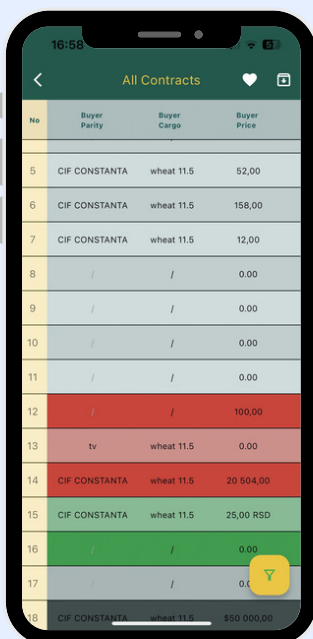 16:58
All Contracts
No Buyer Parity Buyer Cargo Buyer Price
/
5 CIF CONSTANTA wheat 11.5 52,00
6 CIF CONSTANTA wheat 11.5 158,00
7 CIF CONSTANTA wheat 11.5 12,00
8 / / 0.00
9 / / 0.00
10 / / 0.00
11 / / 0.00
12 / / 100,00
13 tv wheat 11.5 0.00
14 CIF CONSTANTA wheat 11.5 20 504,00
15 CIF CONSTANTA wheat 11.5 25,00 RSD
16 / / 0.00
17 / /
18 CIF CONSTANTA wheat 11.5 $50 000,00